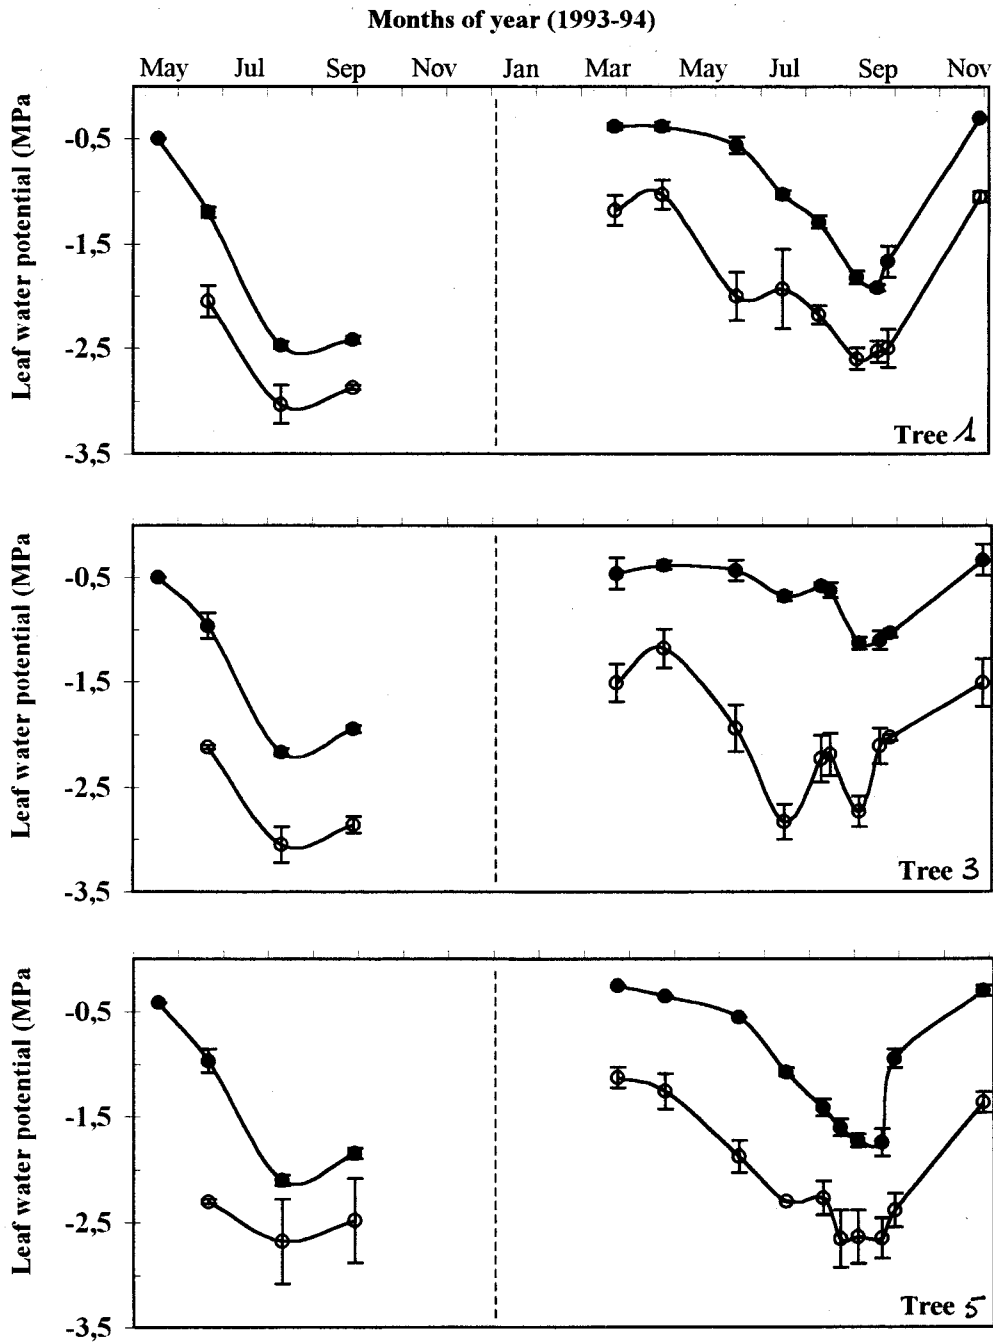 Months of year (1993-94)
May Jul Sep Nov Jan Mar May Jul Sep Nov
Leaf water potential (MPa
-0,5
-1,5
-2,5
-3,5
Tree 1
Leaf water potential (MPa
-0,5
-1,5
-2,5
-3,5
Tree 3
Leaf water potential (MPa
-0,5
-1,5
-2,5
-3,5
Tree 5